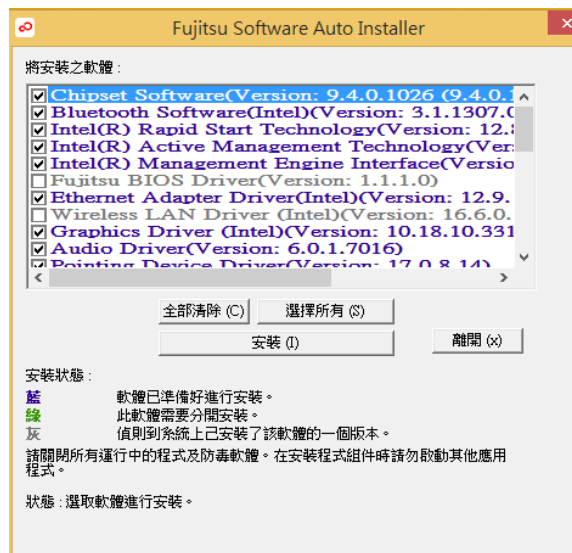 Fujitsu Software Auto Installer
將安裝之軟體 :
Chipset Software(Version: 9.4.0.1026 (9.4.0.1
Bluetooth Software(Intel)(Version: 3.1.1307.0
Intel(R) Rapid Start Technology(Version: 12.
Intel(R) Active Management Technology(Ver
Intel(R) Management Engine Interface(Versio
Fujitsu BIOS Driver(Version: 1.1.1.0)
Ethernet Adapter Driver(Intel)(Version: 12.9.
Wireless LAN Driver (Intel)(Version: 16.6.0.
Graphics Driver (Intel)(Version: 10.18.10.331
Audio Driver(Version: 6.0.1.7016)
Pointing Device Driver(Version: 17.0.8.14)
全部清除 (C) 選擇所有 (S)
安裝 (I) 離開 (x)
安裝狀態 :
藍 軟體已準備好進行安裝。
綠 此軟體需要分開安裝。
灰 偵則到系統上己安裝了該軟體的一個版本。
請關閉所有運行中的程式及防毒軟體。在安裝程式組件時請勿啟動其他應用
程式。
狀態 : 選取軟體進行安裝。